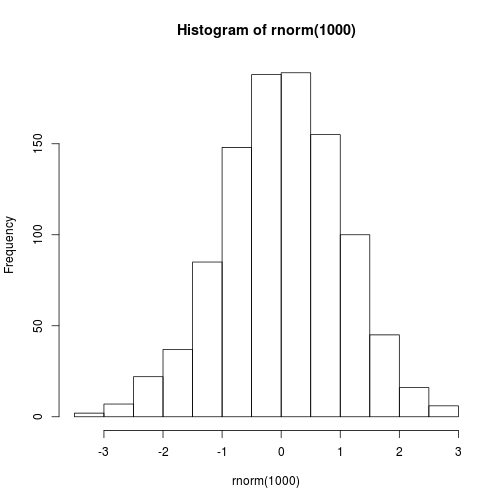 Histogram of rnorm(1000)
Frequency
150
100
50
0
-3 -2 -1 0 1 2 3
rnorm(1000)